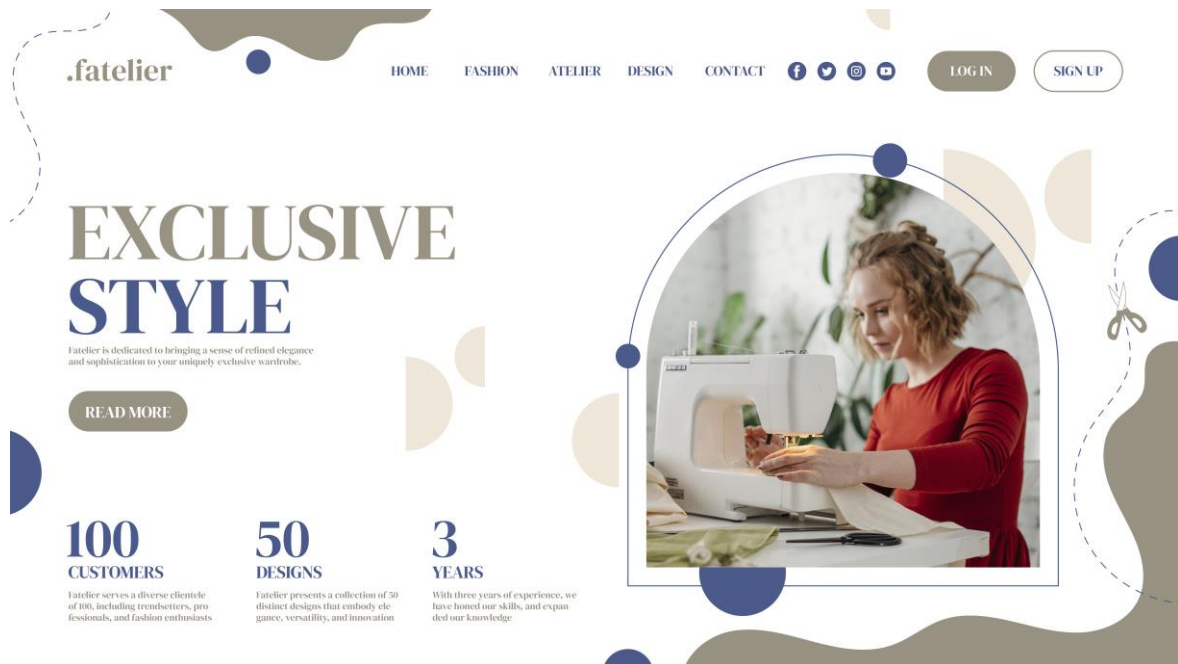 .fatelier
HOME FASHION ATELIER DESIGN CONTACT
LOG IN
SIGN UP
EXCLUSIVE
STYLE
Fatelier is dedicated to bringing a sense of refined elegance
and sophistication to your uniquely exclusive wardrobe.
READ MORE
100
CUSTOMERS
Fatelier serves a diverse clientele
of 100, including trendsetters, pro
fessionals, and fashion enthusiasts
50
DESIGNS
Fatelier presents a collection of 50
distinct designs that embody ele-
gance, versatility, and innovation
3
YEARS
With three years of experience, we
have honed our skills, and expan
ded our knowledge